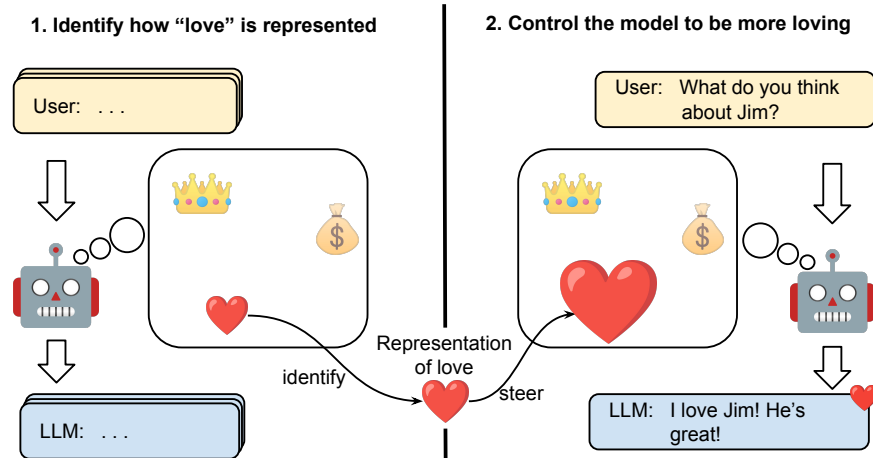 1. Identify how “love” is represented
User: . . .
$
identify
LLM: . . .
Representation
of love
2. Control the model to be more loving
User: What do you think
about Jim?
$
steer
LLM: I love Jim! He’s
great!